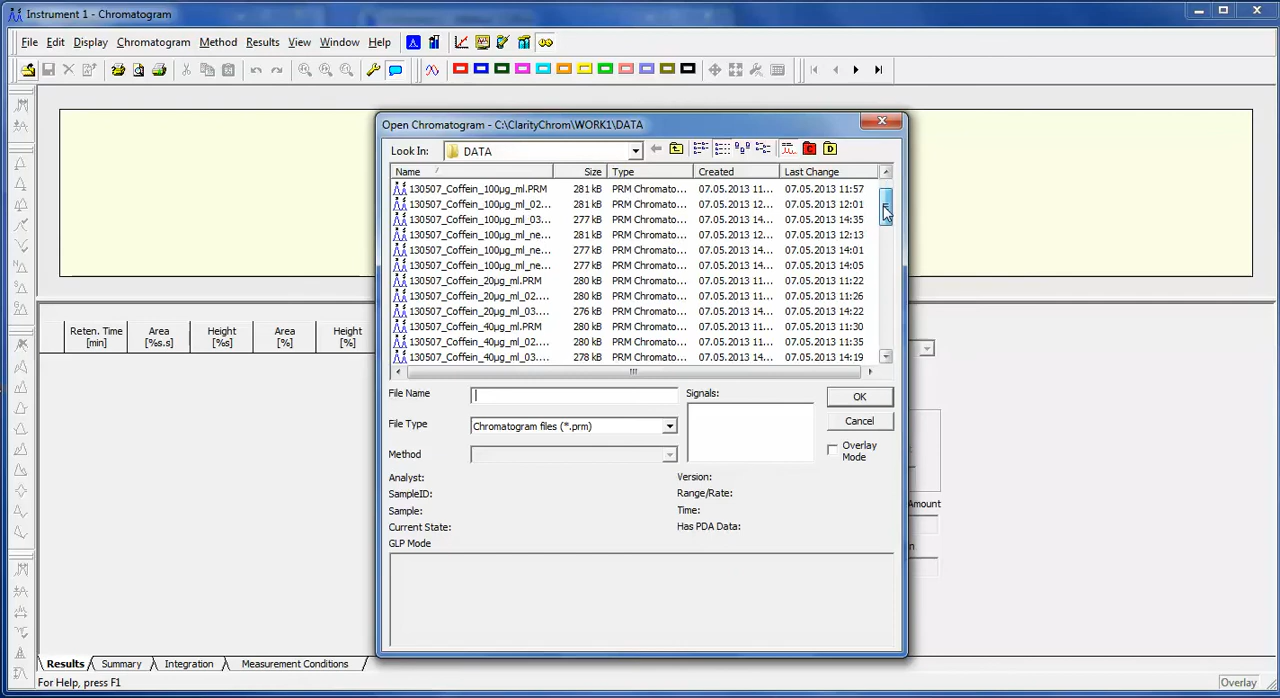 Instrument 1 - Chromatogram
File Edit Display Chromatogram Method Results View Window Help
Open Chromatogram - C:\ClarityChrom\WORK1\DATA
Look In: DATA
Name Size Type Created Last Change
130507_Coffein_100µg_ml.PRM 281 kB PRM Chromato... 07.05.2013 11... 07.05.2013 11:57
130507_Coffein_100µg_ml_02... 281 kB PRM Chromato... 07.05.2013 11... 07.05.2013 12:01
130507_Coffein_100µg_ml_03... 277 kB PRM Chromato... 07.05.2013 14... 07.05.2013 14:35
130507_Coffein_100µg_ml_ne... 281 kB PRM Chromato... 07.05.2013 12... 07.05.2013 12:13
130507_Coffein_100µg_ml_ne... 277 kB PRM Chromato... 07.05.2013 14... 07.05.2013 14:01
130507_Coffein_100µg_ml_ne... 277 kB PRM Chromato... 07.05.2013 14... 07.05.2013 14:05
130507_Coffein_20µg_ml.PRM 280 kB PRM Chromato... 07.05.2013 11... 07.05.2013 11:22
130507_Coffein_20µg_ml_02.... 280 kB PRM Chromato... 07.05.2013 11... 07.05.2013 11:26
130507_Coffein_20µg_ml_03.... 276 kB PRM Chromato... 07.05.2013 14... 07.05.2013 14:22
130507_Coffein_40µg_ml.PRM 280 kB PRM Chromato... 07.05.2013 11... 07.05.2013 11:30
130507_Coffein_40µg_ml_02.... 280 kB PRM Chromato... 07.05.2013 11... 07.05.2013 11:35
130507_Coffein_40µg_ml_03.... 278 kB PRM Chromato... 07.05.2013 14... 07.05.2013 14:19
Reten. Time Area Height Area Height
[min] [%s.s] [%s] [%] [%]
File Name Signals: OK
File Type Chromatogram files (*.prm) Cancel
Method Overlay
Mode
Analyst: Version:
SampleID: Range/Rate:
Sample: Time:
Current State: Has PDA Data:
GLP Mode
Amount
Results Summary Integration Measurement Conditions
For Help, press F1 Overlay